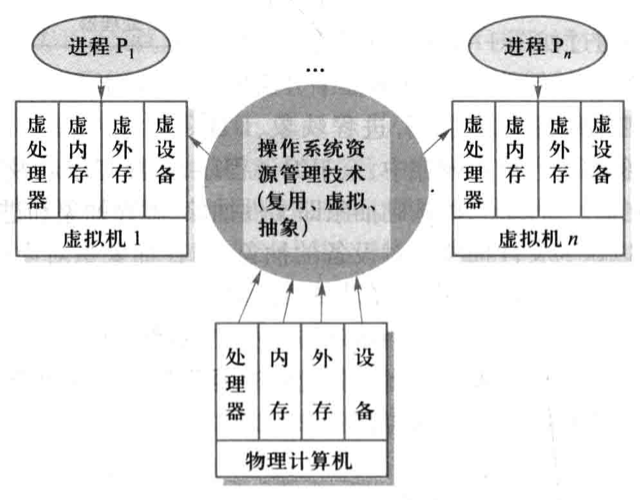 进程 P1
进程 Pn
...
虚处理器
虚内存
虚外存
虚设备
虚拟机 1
操作系统资
源管理技术
(复用、虚拟、
抽象)
虚处理器
虚内存
虚外存
虚设备
虚拟机 n
处理器
内存
外存
设备
物理计算机